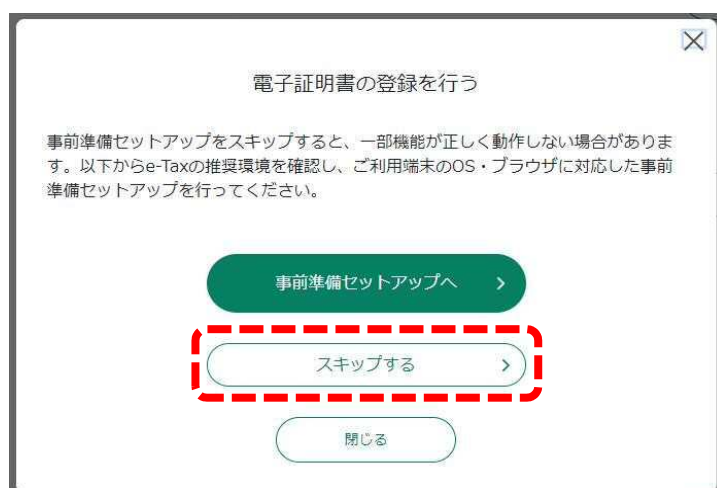 電子証明書の登録を行う
事前準備セットアップをスキップすると、一部機能が正しく動作しない場合がありま
す。以下からe-Taxの推奨環境を確認し、ご利用端末のOS・ブラウザに対応した事前
準備セットアップを行ってください。
事前準備セットアップへ
スキップする
閉じる